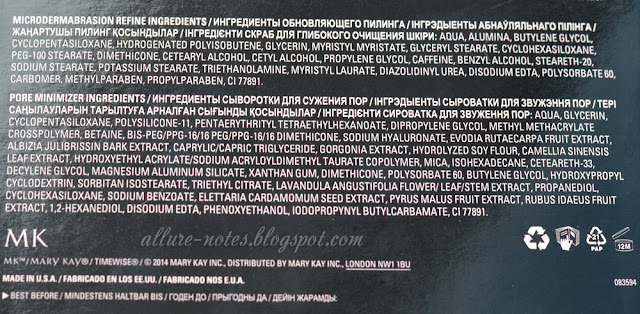 MICRODERMABRASION REFINE INGREDIENTS / ИНГРЕДИЕНТЫ ОБНОВЛЯЮЩЕГО ПИЛИНГА / ІНГРЭДЫЕНТЫ АБНАЎЛЯЛЬНАГА ПІЛІНГА /
ЖАҢАРТУШЫ ПИЛИНГ ҚОСЫНДЫЛАР / ІНГРЕДІЄНТИ СКРАБ ДЛЯ ГЛИБОКОГО ОЧИЩЕННЯ ШКІРИ: AQUA, ALUMINA, BUTYLENE GLYCOL,
CYCLOPENTASILOXANE, HYDROGENATED POLYISOBUTENE, GLYCERIN, MYRISTYL MYRISTATE, GLYCERYL STEARATE, CYCLOHEXASILOXANE,
PEG-100 STEARATE, DIMETHICONE, CETEARYL ALCOHOL, CETYL ALCOHOL, PROPYLENE GLYCOL, CAFFEINE, BENZYL ALCOHOL, STEARETH-20,
SODIUM STEARATE, POTASSIUM STEARATE, TRIETHANOLAMINE, MYRISTYL LAURATE, DIAZOLIDINYL UREA, DISODIUM EDTA, POLYSORBATE 60,
CARBOMER, METHYLPARABEN, PROPYLPARABEN, CI 77891.
PORE MINIMIZER INGREDIENTS / ИНГРЕДИЕНТЫ СЫВОРОТКИ ДЛЯ СУЖЕНИЯ ПОР / ІНГРЭДЫЕНТЫ СЫРОВАТКИ ДЛЯ ЗВУЖЭННЯ ПОР / ТЕРІ
САҢЫЛАУЛАРЫН ТАРЫЛТУҒА АРНАЛҒАН СЫҒЫНДЫ ҚОСЫНДЫЛАР / ІНГРЕДІЄНТИ СИРОВАТКА ДЛЯ ЗВУЖЕННЯ ПОР: AQUA, GLYCERIN,
CYCLOPENTASILOXANE, POLYSILICONE-11, PENTAERYTHRITYL TETRAETHYLHEXANOATE, DIPROPYLENE GLYCOL, METHYL METHACRYLATE
CROSSPOLYMER, BETAINE, BIS-PEG/PPG-16/16 PEG/PPG-16/16 DIMETHICONE, SODIUM HYALURONATE, EVODIA RUTAECARPA FRUIT EXTRACT,
ALBIZIA JULIBRISSIN BARK EXTRACT, CAPRYLIC/CAPRIC TRIGLYCERIDE, GORGONIA EXTRACT, HYDROLYZED SOY FLOUR, CAMELLIA SINENSIS
LEAF EXTRACT, HYDROXYETHYL ACRYLATE/SODIUM ACRYLOYLDIMETHYL TAURATE COPOLYMER, MICA, ISOHEXADECANE, CETEARETH-33,
DECYLENE GLYCOL, MAGNESIUM ALUMINUM SILICATE, XANTHAN GUM, DIMETHICONE, POLYSORBATE 60, BUTYLENE GLYCOL, HYDROXYPROPYL
CYCLODEXTRIN, SORBITAN ISOSTEARATE, TRIETHYL CITRATE, LAVANDULA ANGUSTIFOLIA FLOWER/ LEAF/STEM EXTRACT, PROPANEDIOL,
CYCLOHEXASILOXANE, SODIUM BENZOATE, ELETTARIA CARDAMOMUM SEED EXTRACT, PYRUS MALUS FRUIT EXTRACT, RUBUS IDAEUS FRUIT
EXTRACT, 1,2-HEXANEDIOL, DISODIUM EDTA, PHENOXYETHANOL, IODOPROPYNYL BUTYLCARBAMATE, CI 77891.
MK allure-notes.blogspot.com 21 PAP 12M
MK™/MARY KAY®/TIMEWISE® © 2014 MARY KAY INC., DISTRIBUTED BY MARY KAY INC., LONDON NW1 1BU
MADE IN U.S.A. / FABRICADO EN LOS EE.UU. / FABRICADO NOS E.U.A. 083594
▶ BEST BEFORE / MINDESTENS HALTBAR BIS / ГОДЕН ДО / ПРЫГОДНЫ ДА / ДЕЙІН ЖАРАМДЫ: